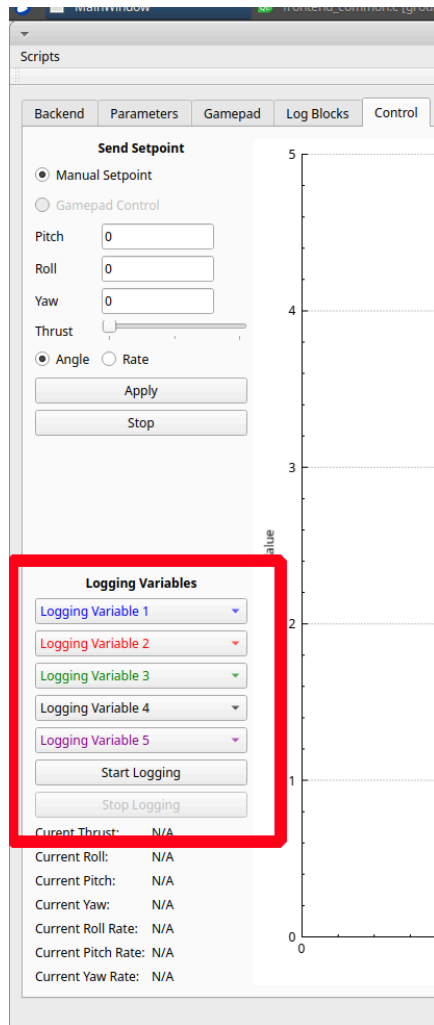 MainWindow frontend_common.c [grou
Scripts
Backend Parameters Gamepad Log Blocks Control
Send Setpoint
Manual Setpoint
Gamepad Control
Pitch 0
Roll 0
Yaw 0
Thrust
Angle Rate
Apply
Stop
Logging Variables
Logging Variable 1
Logging Variable 2
Logging Variable 3
Logging Variable 4
Logging Variable 5
Start Logging
Stop Logging
Curent Thrust: N/A
Current Roll: N/A
Current Pitch: N/A
Current Yaw: N/A
Current Roll Rate: N/A
Current Pitch Rate: N/A
Current Yaw Rate: N/A
5
4
3
alue
2
1
0
0